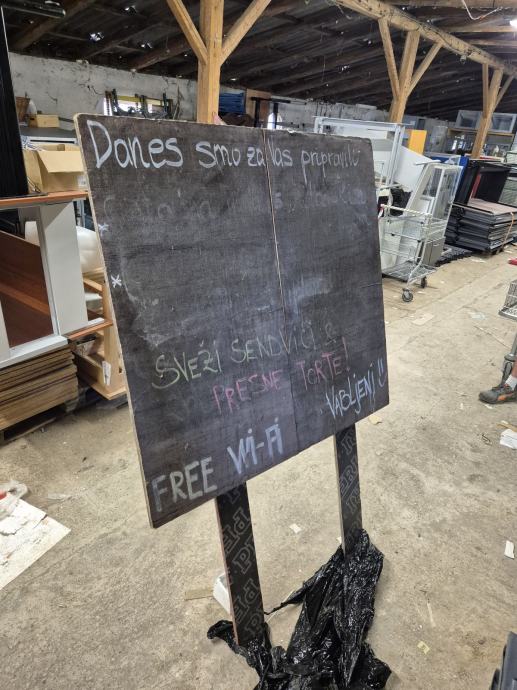 Danes smo za vas pripravili
SVEŽI SENDVIČI &
PRESNE TORTE!
VABLJENI
FREE Wi-Fi